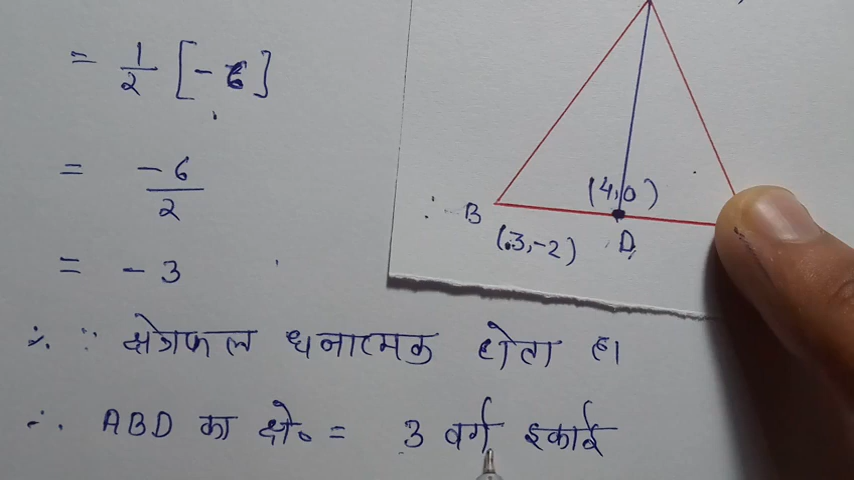 = 1/2 [-6]
= -6/2
= -3
∴ ∵ क्षेत्रफल धनात्मक होता है।
∴ ABD का क्षे० = 3 वर्ग इकाई
(4,0)
B
(3,-2)
D